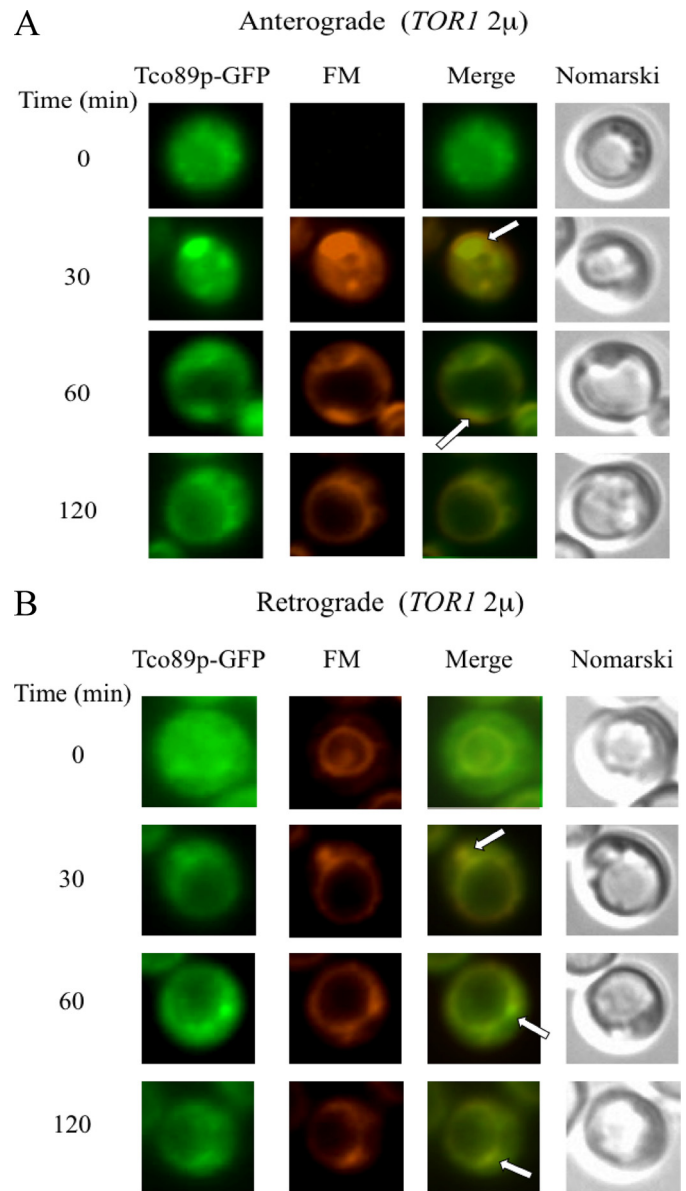 A
Anterograde (TOR1 2μ)
Tco89p-GFP FM Merge Nomarski
Time (min)
0
30
60
120
B
Retrograde (TOR1 2μ)
Tco89p-GFP FM Merge Nomarski
Time (min)
0
30
60
120